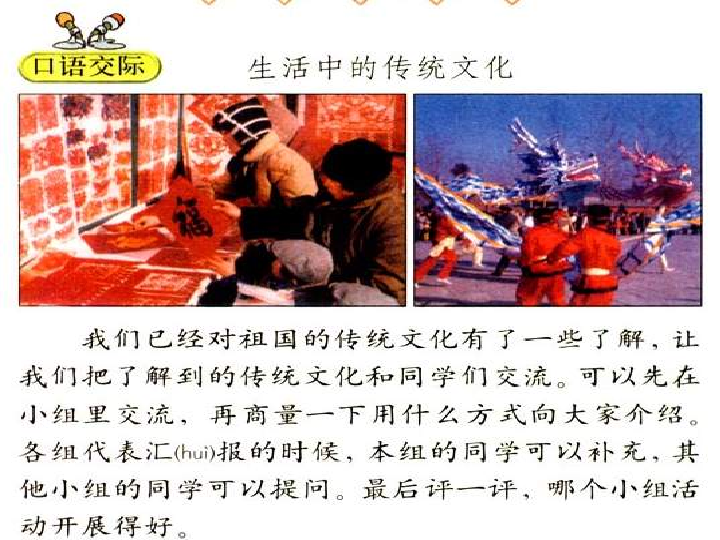 口语交际
生活中的传统文化
福
我们已经对祖国的传统文化有了一些了解，让
我们把了解到的传统文化和同学们交流。可以先在
小组里交流，再商量一下用什么方式向大家介绍。
各组代表汇(huì)报的时候，本组的同学可以补充，其
他小组的同学可以提问。最后评一评，哪个小组活
动开展得好。